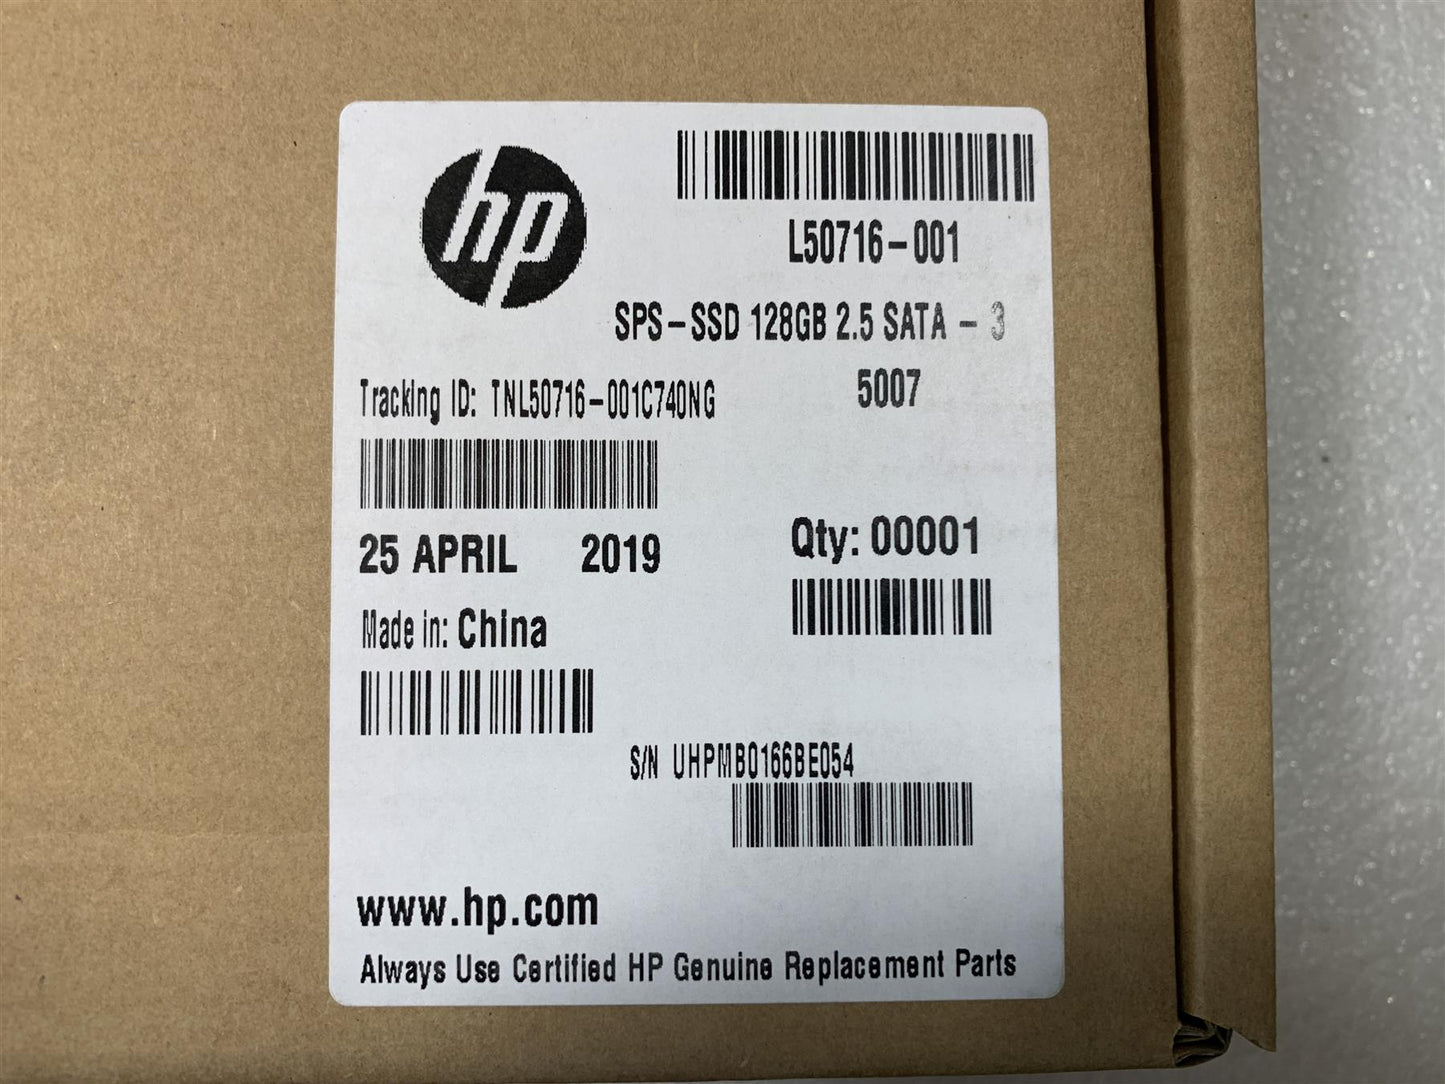 hp
L50716-001
SPS-SSD 128GB 2.5 SATA - 3
Tracking ID: TNL50716-001C740NG
5007
25 APRIL 2019
Qty: 00001
Made in: China
S/N UHPMB0166BE054
www.hp.com
Always Use Certified HP Genuine Replacement Parts